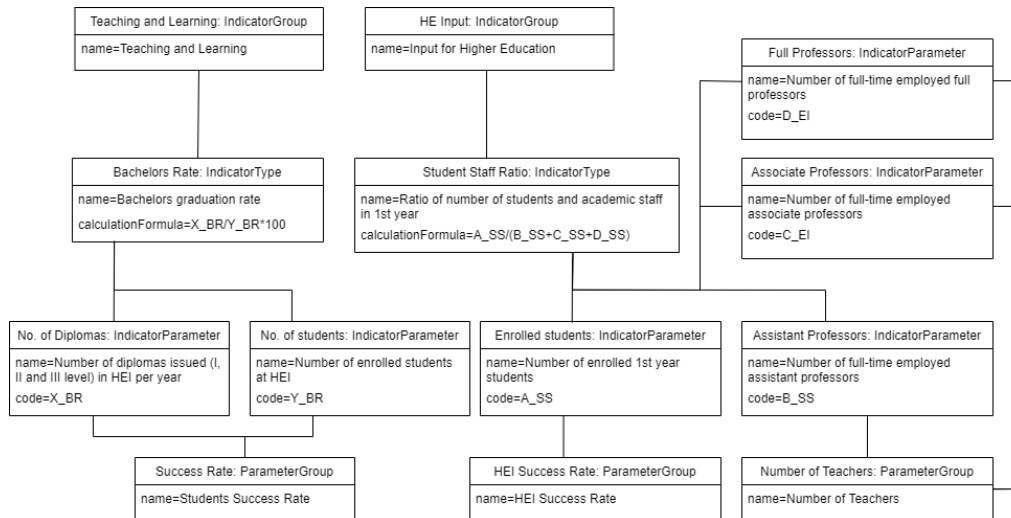 Teaching and Learning: IndicatorGroup
name=Teaching and Learning
HE Input: IndicatorGroup
name=Input for Higher Education
Full Professors: IndicatorParameter
name=Number of full-time employed full
professors
code=D_EI
Bachelors Rate: IndicatorType
name=Bachelors graduation rate
calculationFormula=X_BR/Y_BR*100
Student Staff Ratio: IndicatorType
name=Ratio of number of students and academic staff
in 1st year
calculationFormula=A_SS/(B_SS+C_SS+D_SS)
Associate Professors: IndicatorParameter
name=Number of full-time employed
associate professors
code=C_EI
No. of Diplomas: IndicatorParameter
name=Number of diplomas issued (I,
II and III level) in HEI per year
code=X_BR
No. of students: IndicatorParameter
name=Number of enrolled students
at HEI
code=Y_BR
Enrolled students: IndicatorParameter
name=Number of enrolled 1st year
students
code=A_SS
Assistant Professors: IndicatorParameter
name=Number of full-time employed
assistant professors
code=B_SS
Success Rate: ParameterGroup
name=Students Success Rate
HEI Success Rate: ParameterGroup
name=HEI Success Rate
Number of Teachers: ParameterGroup
name=Number of Teachers